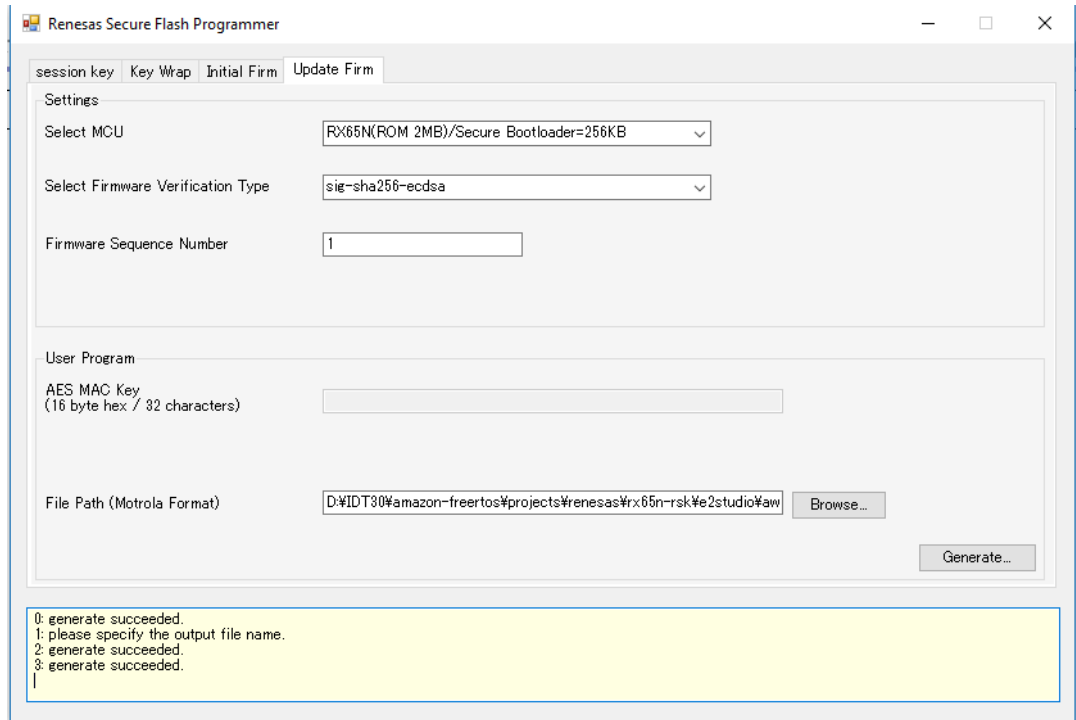 Renesas Secure Flash Programmer
session key Key Wrap Initial Firm Update Firm
Settings
Select MCU
RX65N(ROM 2MB)/Secure Bootloader=256KB
Select Firmware Verification Type
sig-sha256-ecdsa
Firmware Sequence Number
1
User Program
AES MAC Key
(16 byte hex / 32 characters)
File Path (Motrola Format)
D:¥IDT30¥amazon-freertos¥projects¥renesas¥rx65n-rsk¥e2studio¥aw
Browse...
Generate...
0: generate succeeded.
1: please specify the output file name.
2: generate succeeded.
3: generate succeeded.